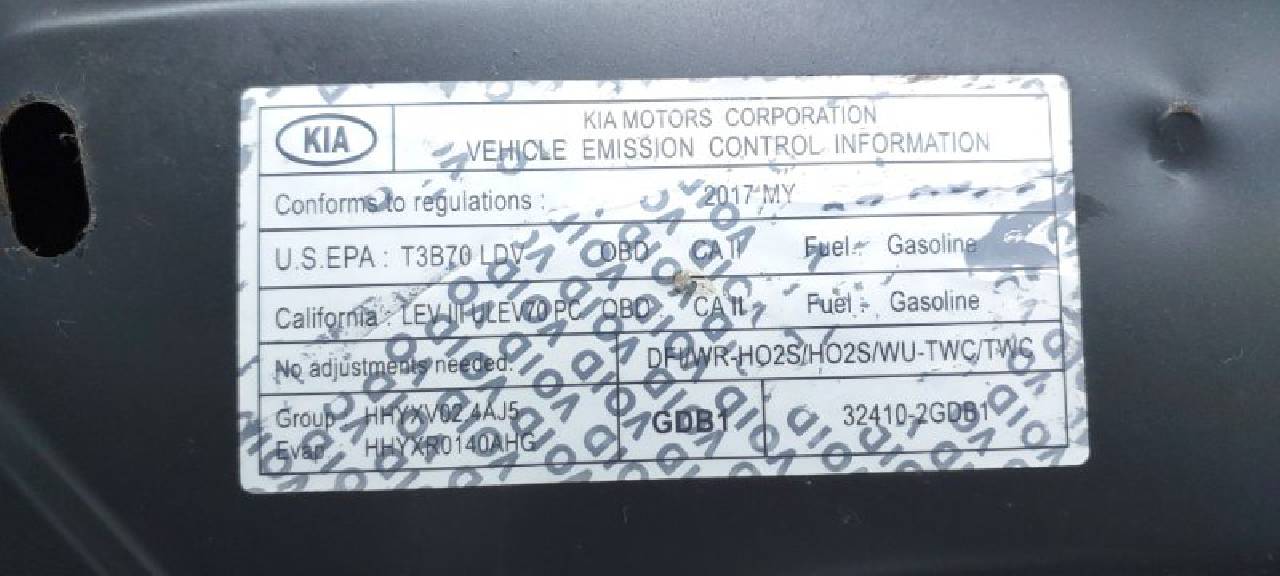 KIA
KIA MOTORS CORPORATION
VEHICLE EMISSION CONTROL INFORMATION
Conforms to regulations : 2017 MY
U.S.EPA : T3B70 LDV OBD CA II Fuel : Gasoline
California : LEV III ULEV70 PC OBD CA II Fuel : Gasoline
No adjustments needed. DFI/WR-HO2S/HO2S/WU-TWC/TWC
Group HHYXV02.4AJ5 GDB1 32410-2GDB1
Evap HHYXR0140AHG
VOID